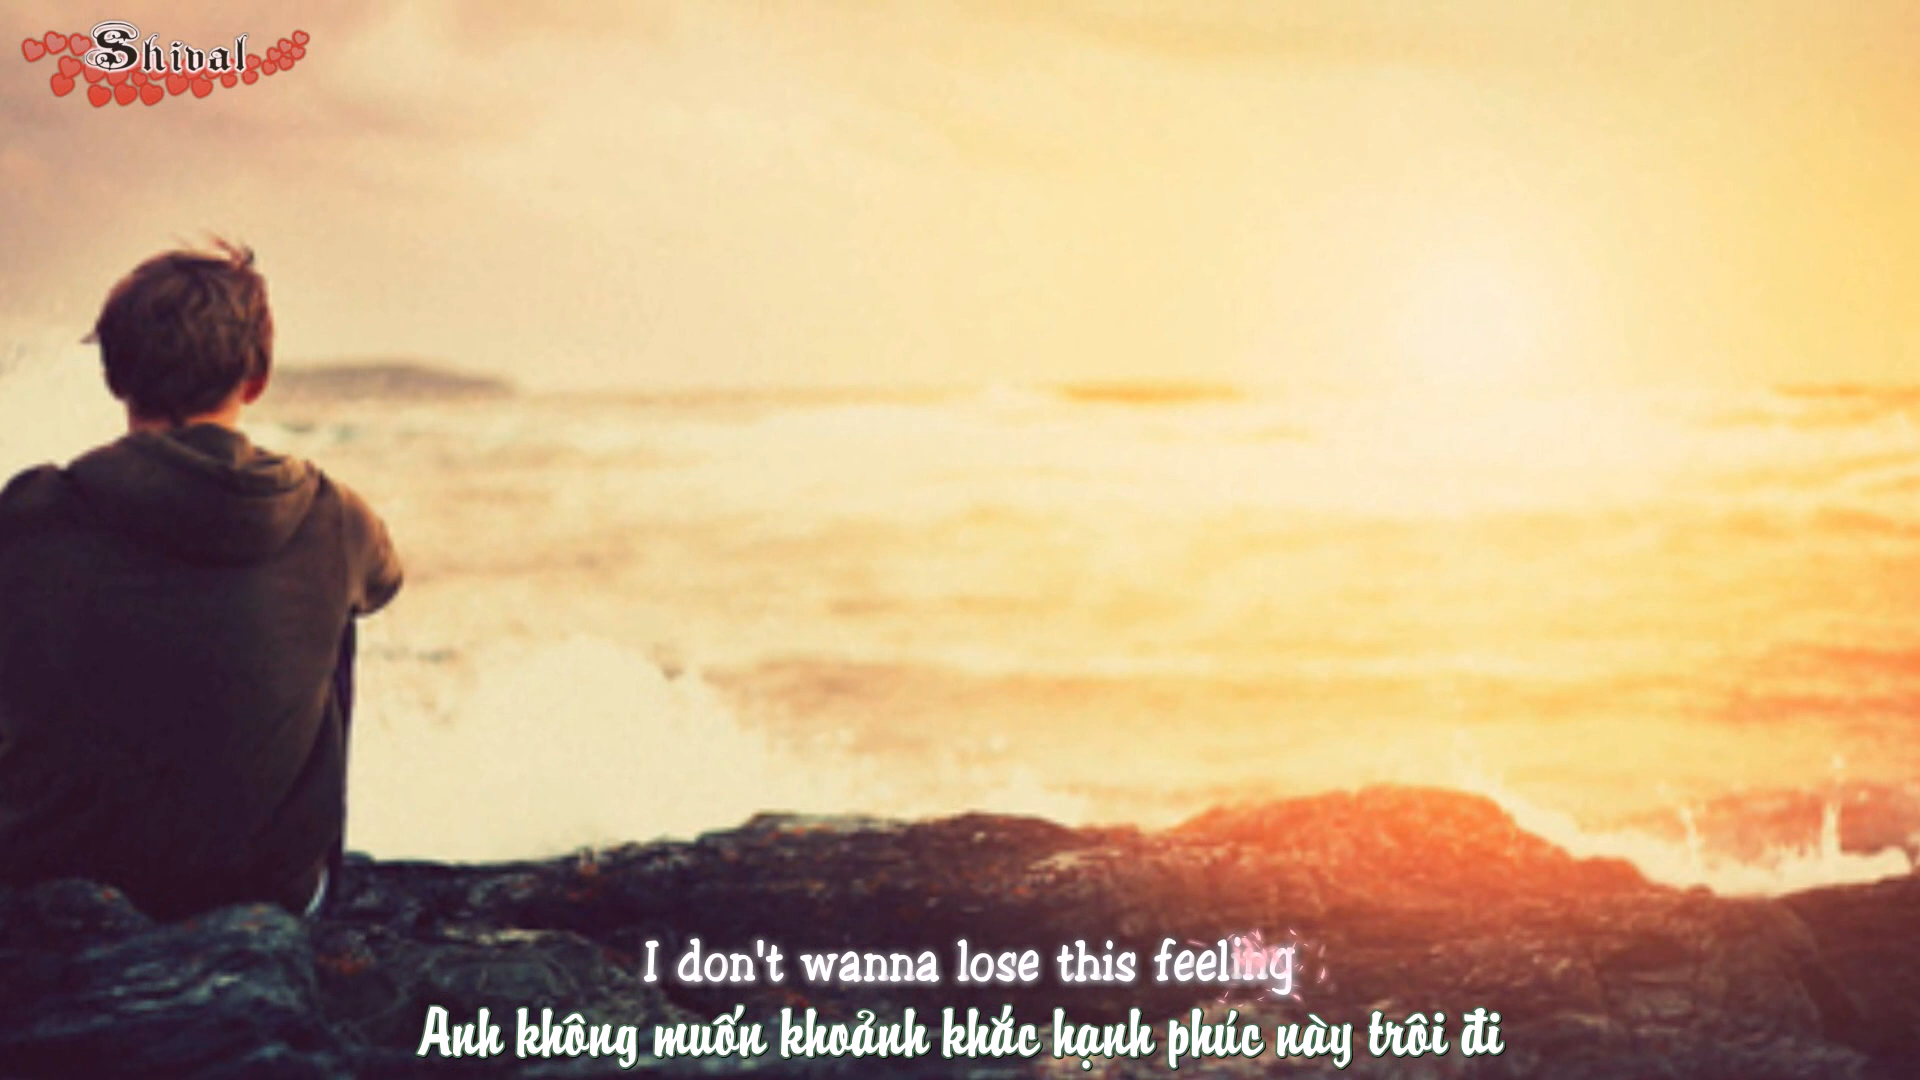 Shival
I don't wanna lose this feeling
Anh không muốn khoảnh khắc hạnh phúc này trôi đi